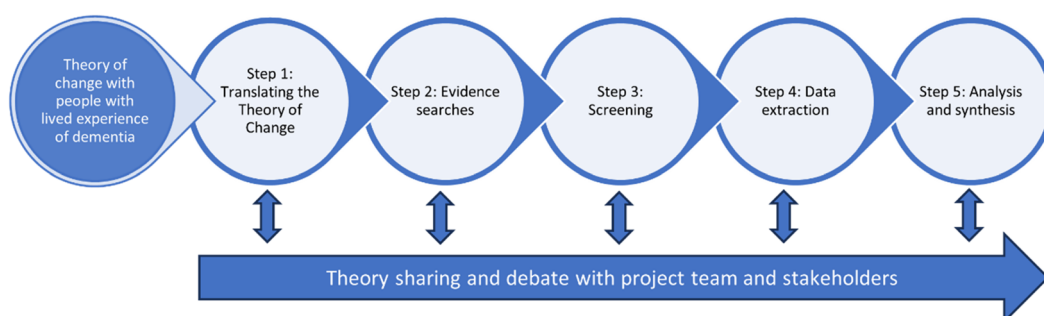 Theory of
change with
people with
lived experience
of dementia
Step 1:
Translating the
Theory of
Change
Step 2: Evidence
searches
Step 3:
Screening
Step 4: Data
extraction
Step 5: Analysis
and synthesis
Theory sharing and debate with project team and stakeholders